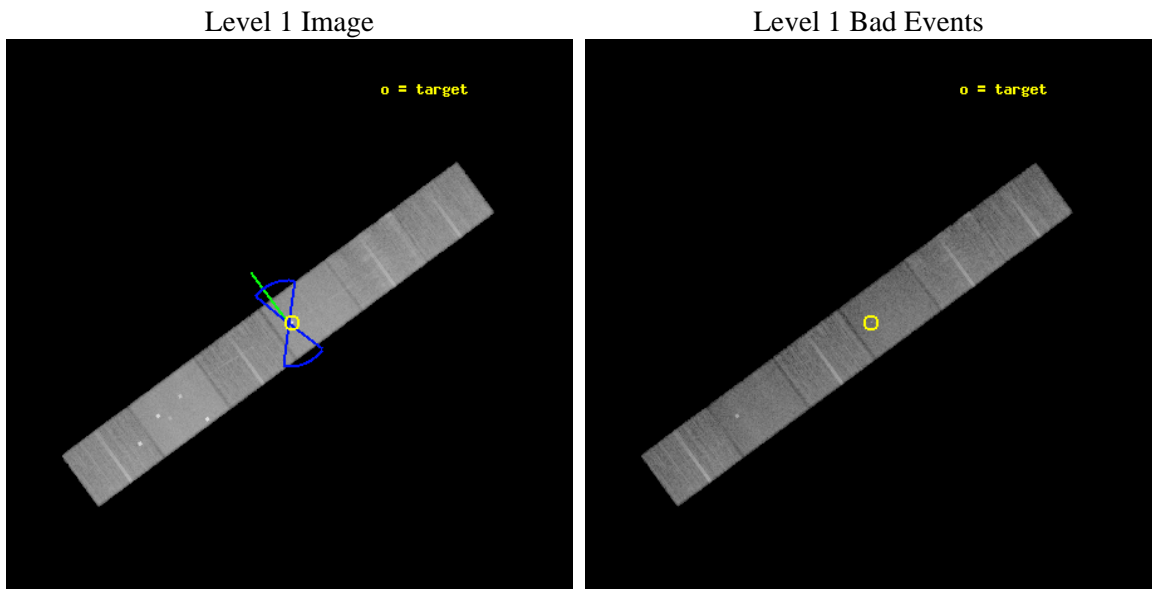 Level 1 Image
Level 1 Bad Events
o = target
o = target